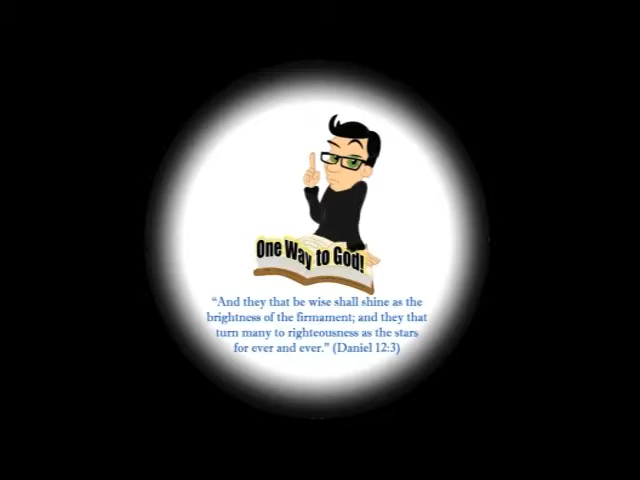 One Way to God!
“And they that be wise shall shine as the
brightness of the firmament; and they that
turn many to righteousness as the stars
for ever and ever.” (Daniel 12:3)